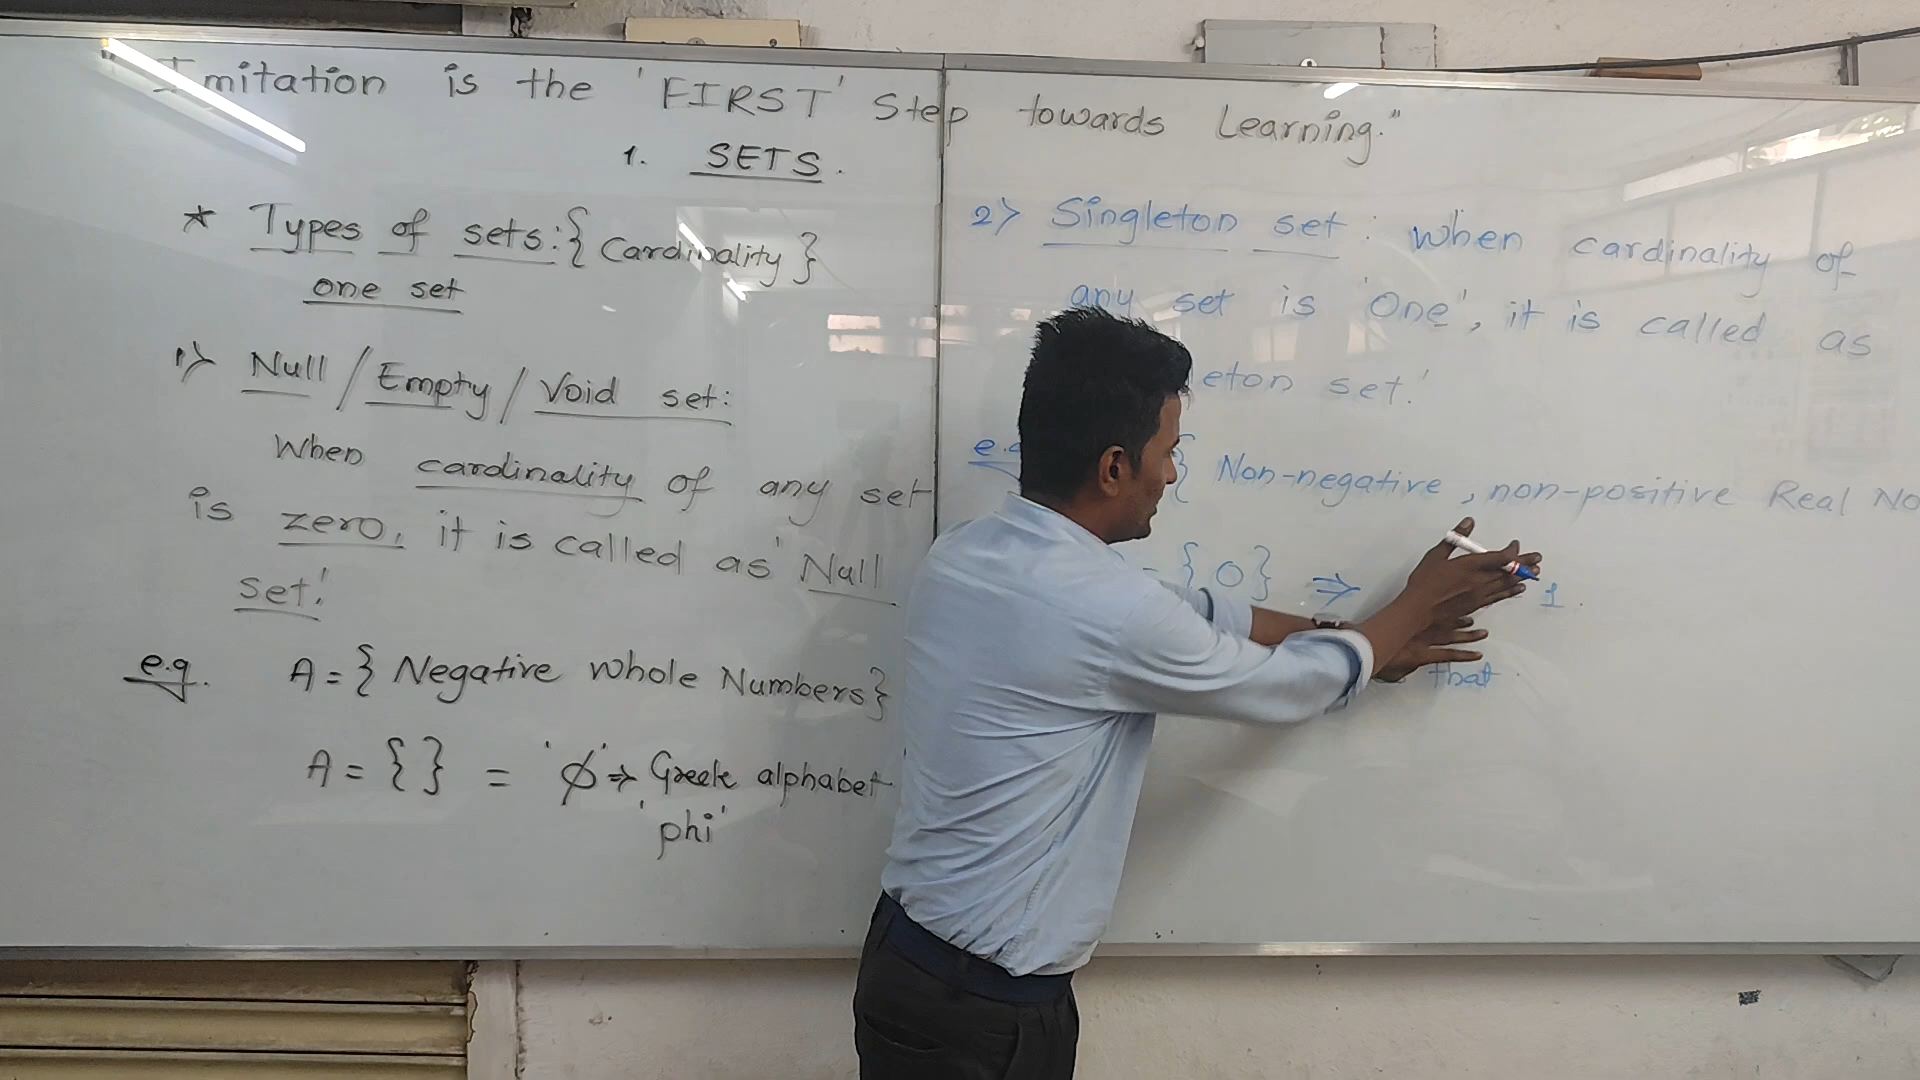 "Imitation is the 'FIRST' Step towards Learning."
1. SETS.
* Types of sets:{Cardinality}
one set
1> Null / Empty / Void set:
When cardinality of any set
is zero, it is called as 'Null
set!
e.g. A = { Negative whole Numbers}
A = { } = 'ϕ' ⇒ Greek alphabet
'phi'
2> Singleton set: When cardinality of
any set is 'One', it is called as
eton set.'
{ Non-negative, non-positive Real No
= { 0 } ⇒ 1.
that